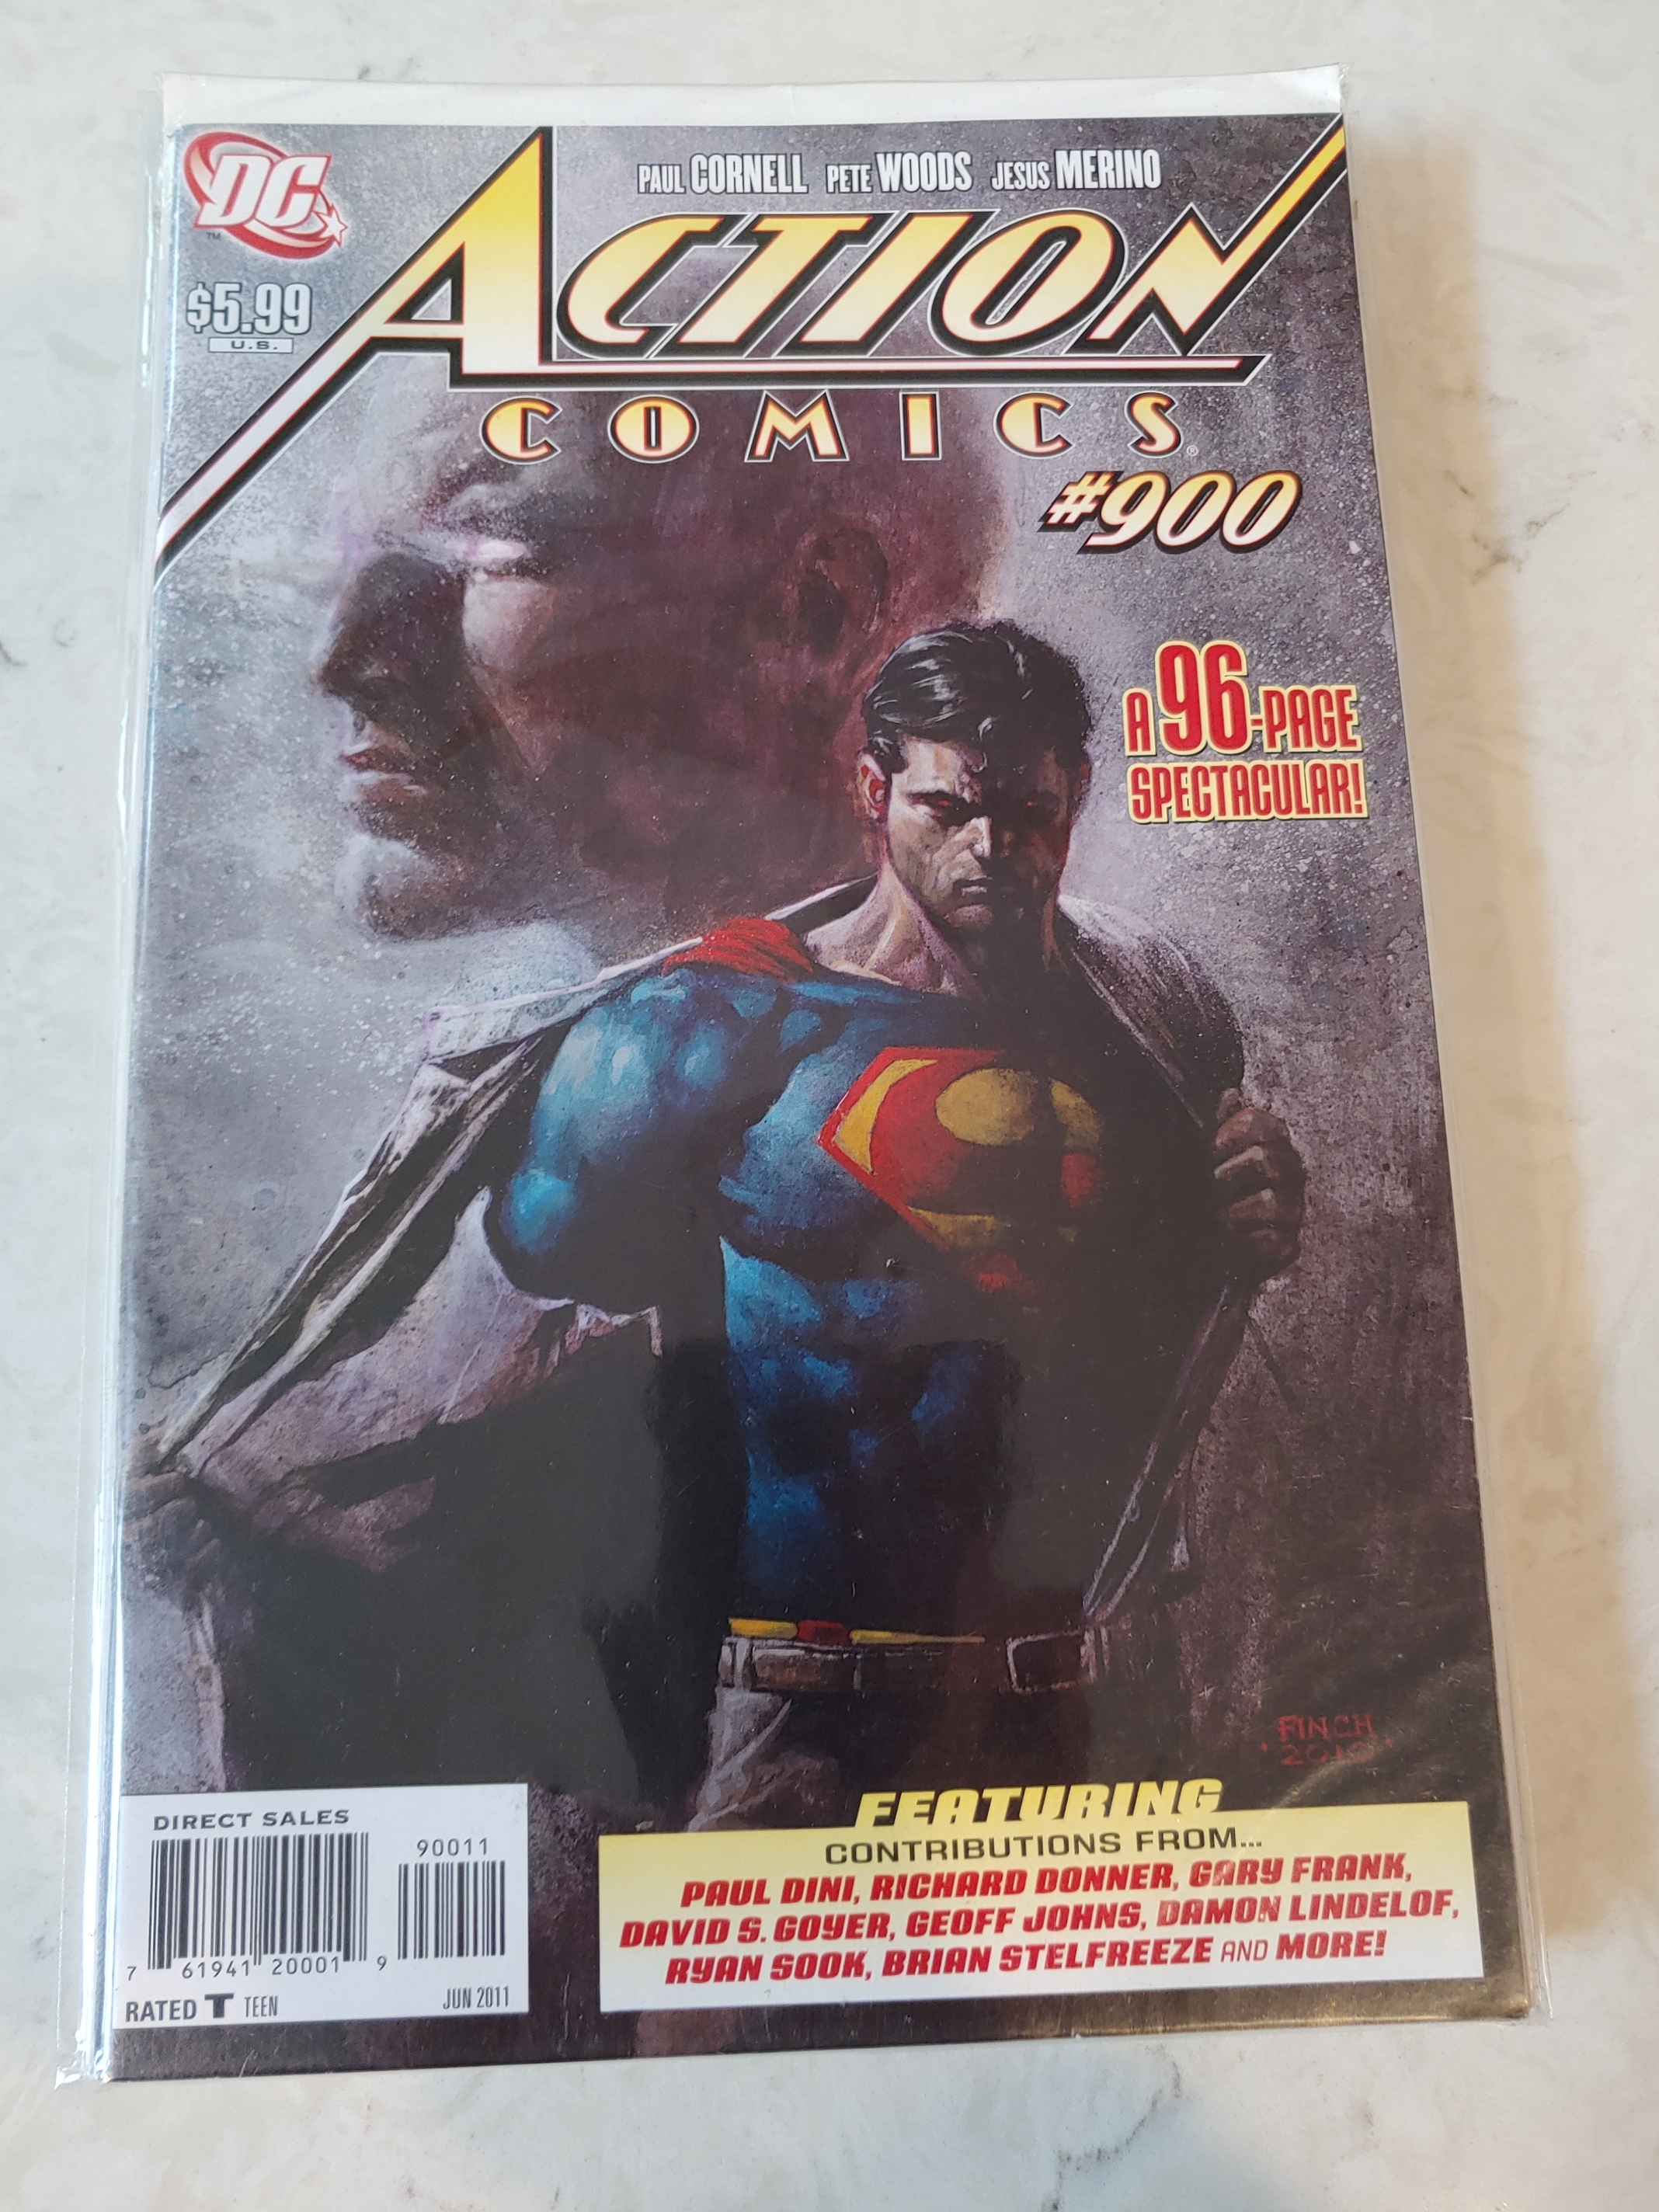 DC
TM
PAUL CORNELL PETE WOODS JESUS MERINO
$5.99
U.S.
ACTION
COMICS®
#900
A 96-PAGE
SPECTACULAR!
FINCH
2010
FEATURING
CONTRIBUTIONS FROM...
PAUL DINI, RICHARD DONNER, GARY FRANK,
DAVID S. GOYER, GEOFF JOHNS, DAMON LINDELOF,
RYAN SOOK, BRIAN STELFREEZE AND MORE!
DIRECT SALES
90011
7 61941 20001 9
RATED T TEEN
JUN 2011